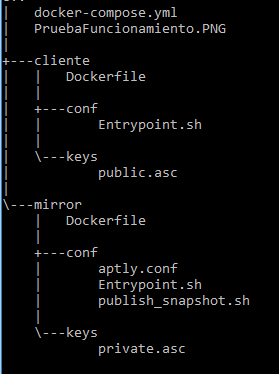 |    docker-compose.yml
|    PruebaFuncionamiento.PNG
|
+---cliente
|   |    Dockerfile
|   |
|   +---conf
|   |        Entrypoint.sh
|   |
|   \---keys
|            public.asc
|
\---mirror
    |    Dockerfile
    |
    +---conf
    |        aptly.conf
    |        Entrypoint.sh
    |        publish_snapshot.sh
    |
    \---keys
             private.asc